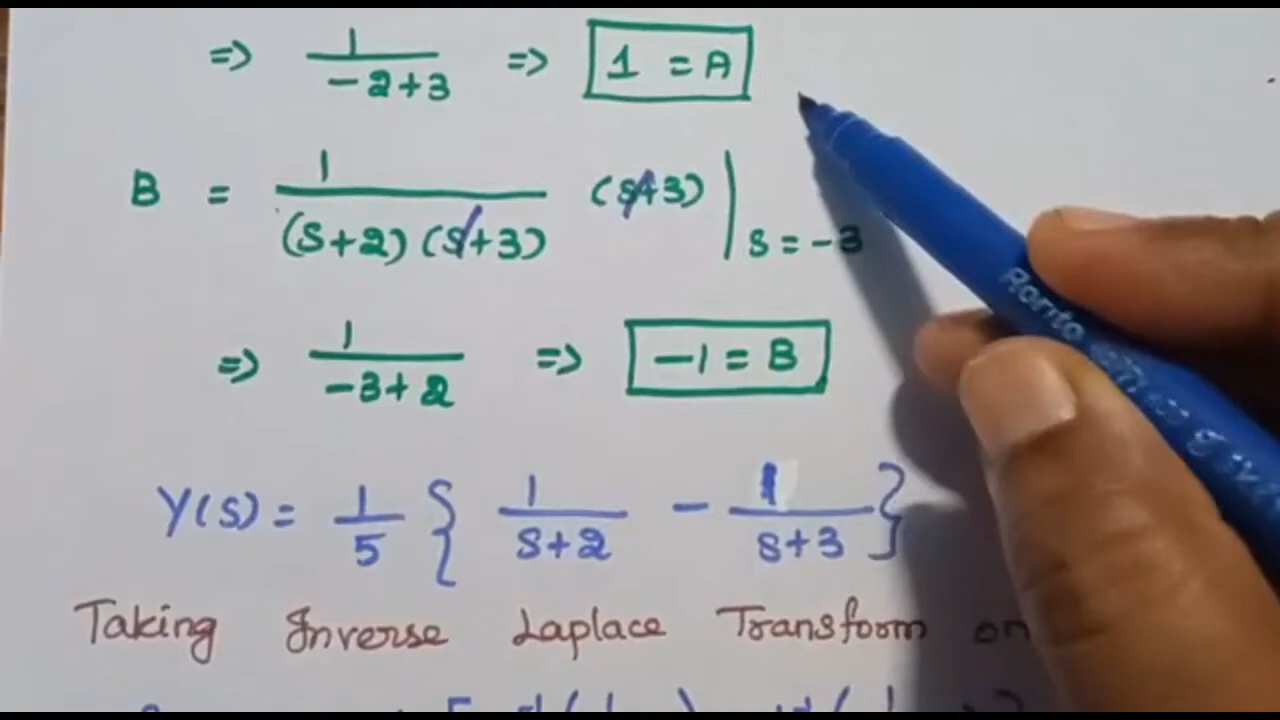 => 1/(-2+3) => 1 = A
B = 1/((S+2)(S+3)) (S+3) | S = -3
=> 1/(-3+2) => -1 = B
Y(S) = 1/5 { 1/(S+2) - 1/(S+3) }
Taking Inverse Laplace Transform on
Rorito